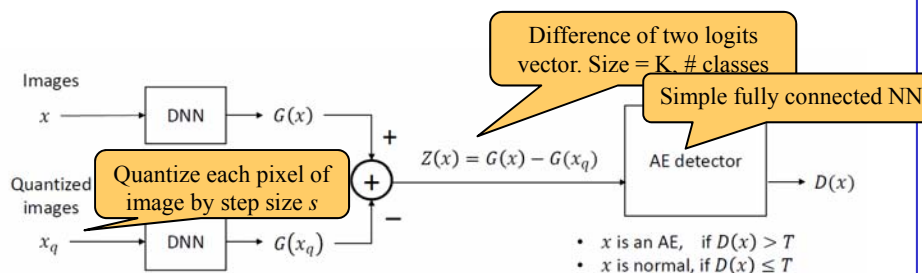 Difference of two logits
vector. Size = K, # classes
Simple fully connected NN
Images
x
DNN
G(x)
+
+
−
Z(x) = G(x) − G(x_q)
AE detector
D(x)
Quantized
images
Quantize each pixel of
image by step size s
x_q
DNN
G(x_q)
• x is an AE, if D(x) > T
• x is normal, if D(x) ≤ T